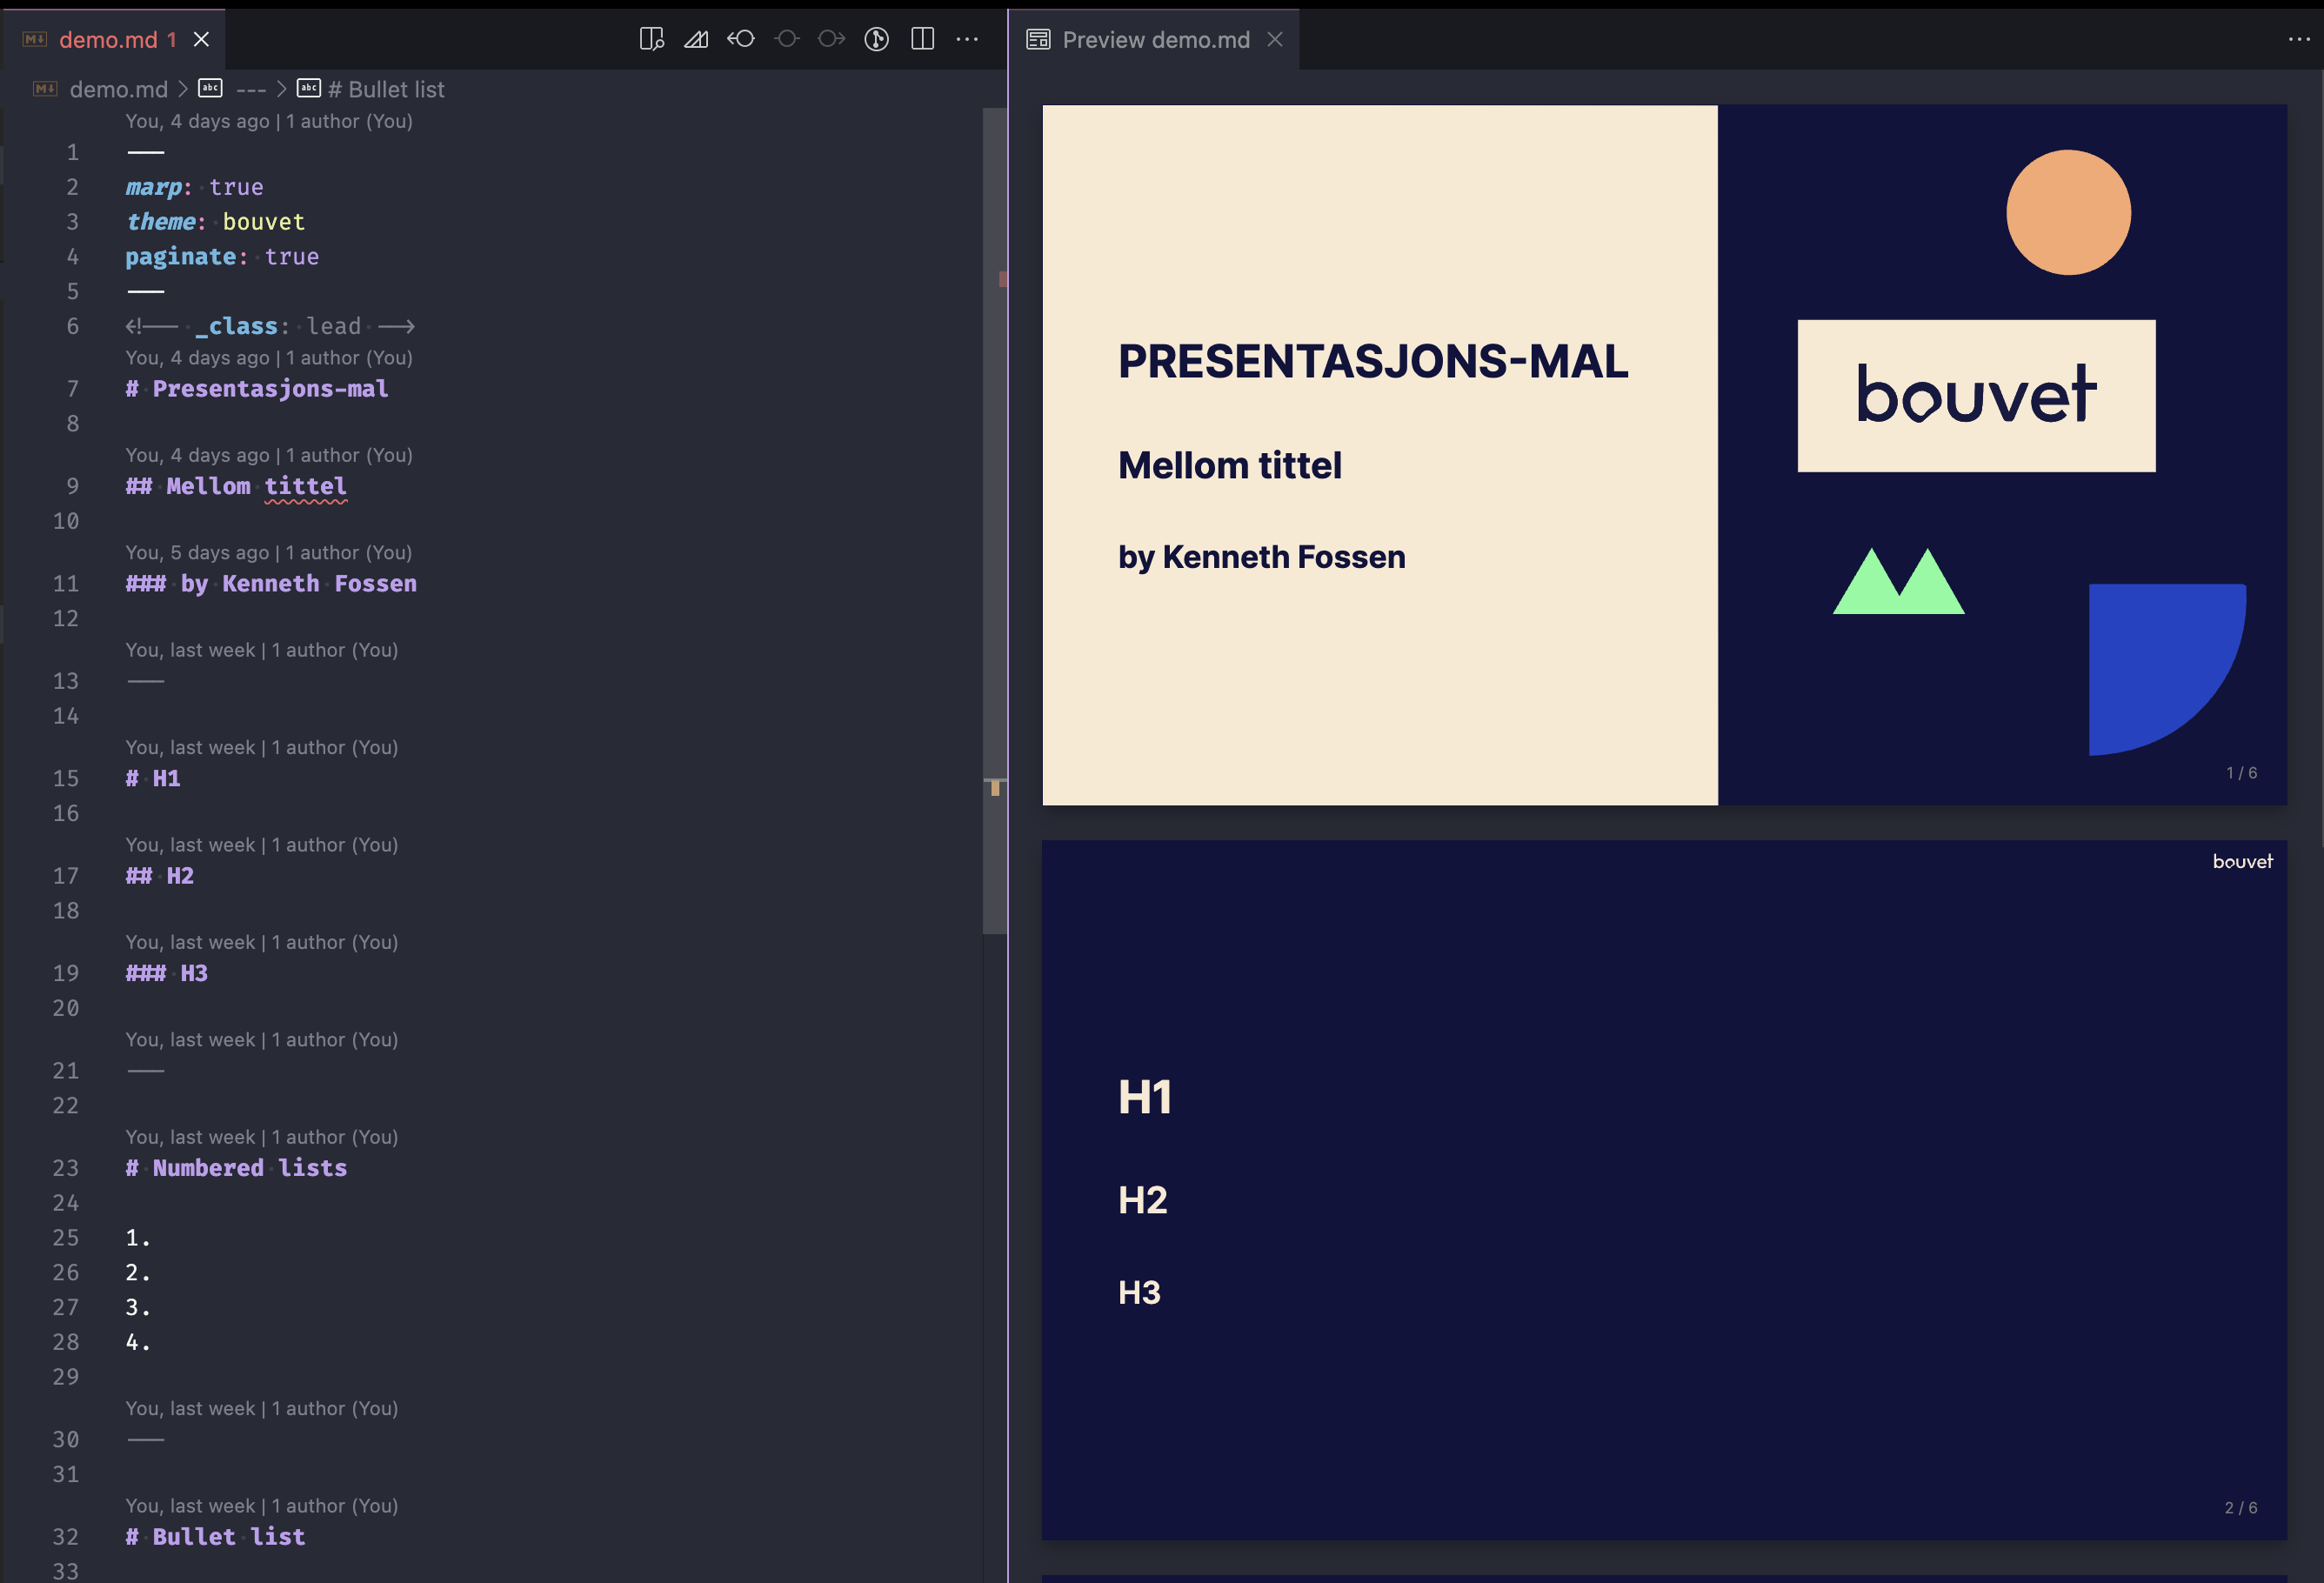 demo.md 1
demo.md > --- > # Bullet list
You, 4 days ago | 1 author (You)
1 ---
2 marp: true
3 theme: bouvet
4 paginate: true
5 ---
6 <!-- _class: lead -->
You, 4 days ago | 1 author (You)
7 # Presentasjons-mal
8
You, 4 days ago | 1 author (You)
9 ## Mellom tittel
10
You, 5 days ago | 1 author (You)
11 ### by Kenneth Fossen
12
You, last week | 1 author (You)
13 ---
14
You, last week | 1 author (You)
15 # H1
16
You, last week | 1 author (You)
17 ## H2
18
You, last week | 1 author (You)
19 ### H3
20
You, last week | 1 author (You)
21 ---
22
You, last week | 1 author (You)
23 # Numbered lists
24
25 1.
26 2.
27 3.
28 4.
29
You, last week | 1 author (You)
30 ---
31
You, last week | 1 author (You)
32 # Bullet list
33
Preview demo.md
PRESENTASJONS-MAL
Mellom tittel
by Kenneth Fossen
bouvet
1 / 6
bouvet
H1
H2
H3
2 / 6